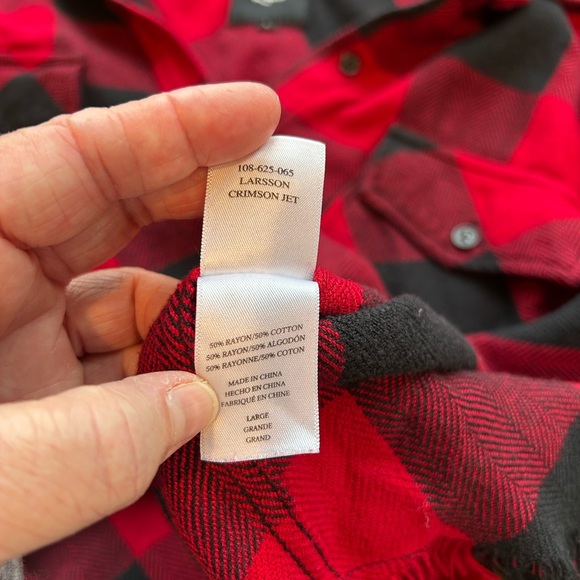 108-625-065
LARSSON
CRIMSON JET
50% RAYON/50% COTTON
50% RAYON/50% ALGODÓN
50% RAYONNE/50% COTON
MADE IN CHINA
HECHO EN CHINA
FABRIQUÉ EN CHINE
LARGE
GRANDE
GRAND